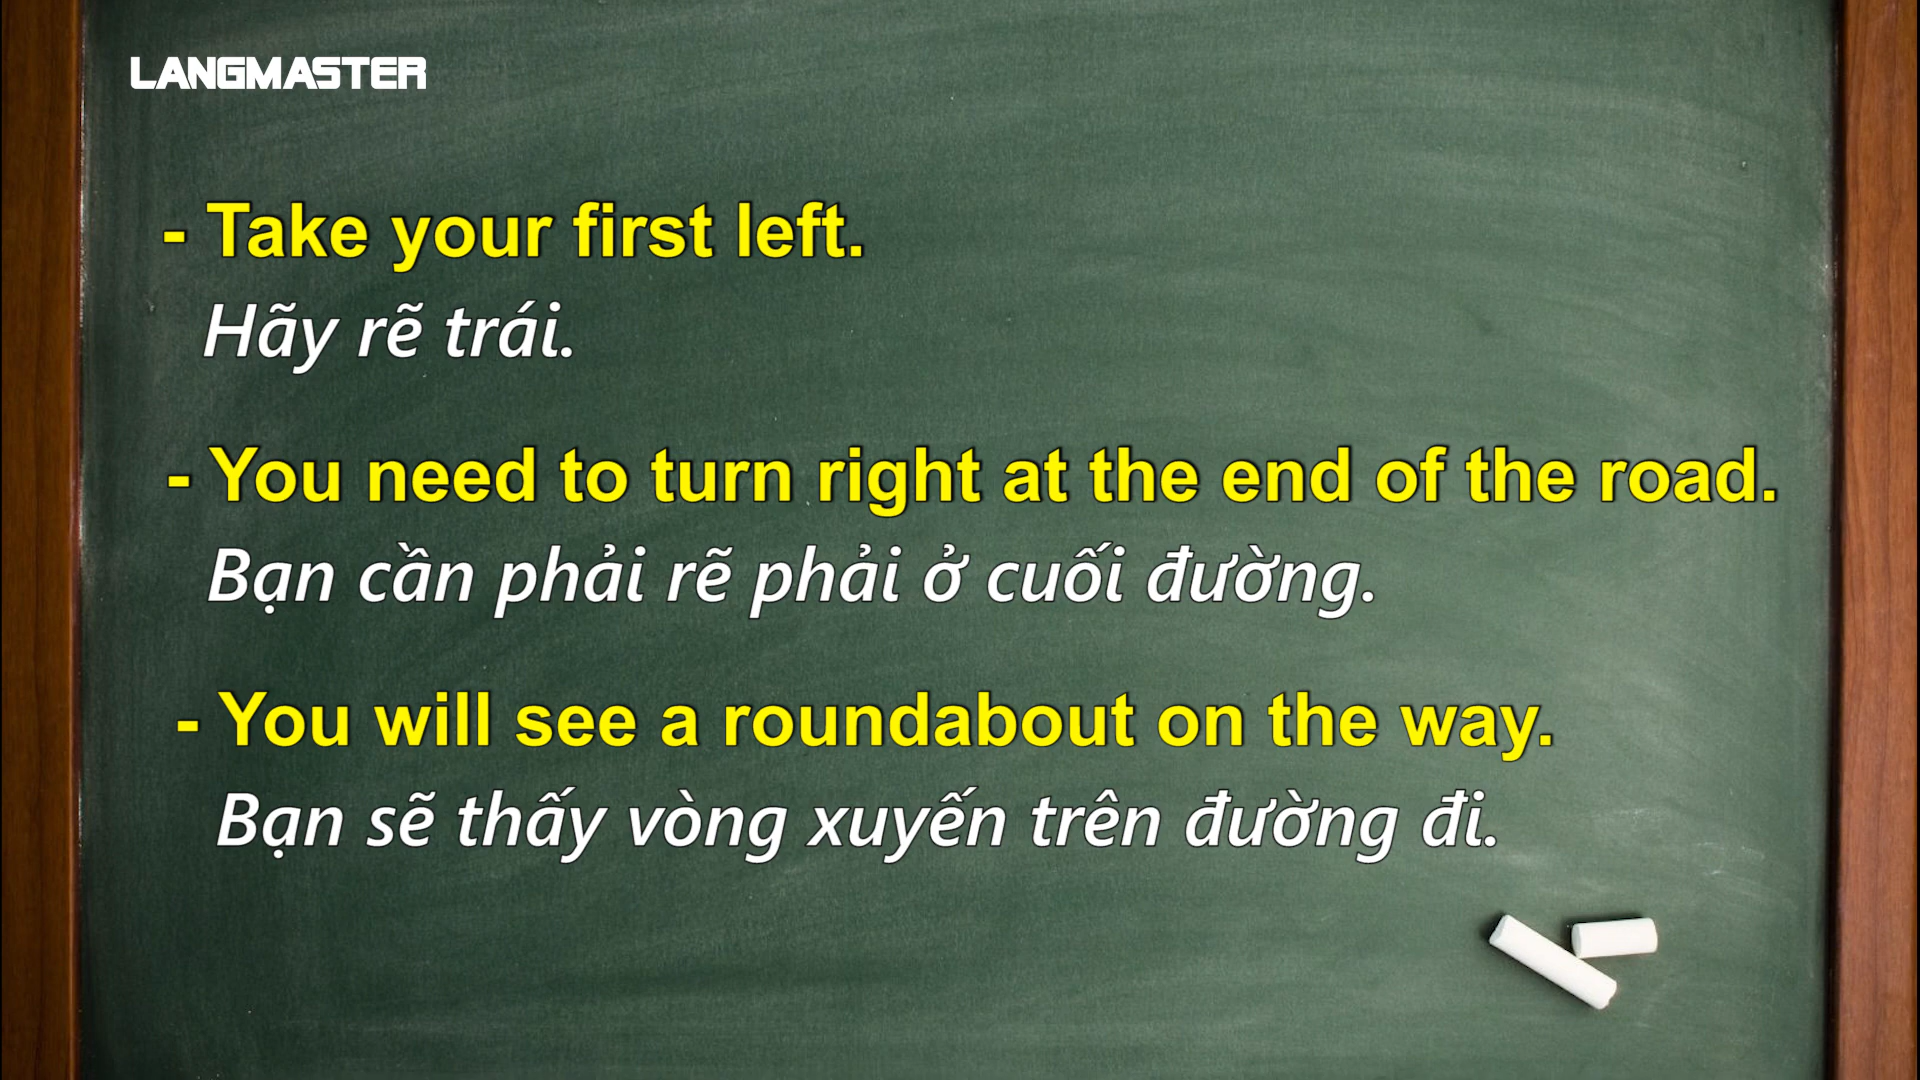 LANGMASTER
- Take your first left.
Hãy rẽ trái.
- You need to turn right at the end of the road.
Bạn cần phải rẽ phải ở cuối đường.
- You will see a roundabout on the way.
Bạn sẽ thấy vòng xuyến trên đường đi.